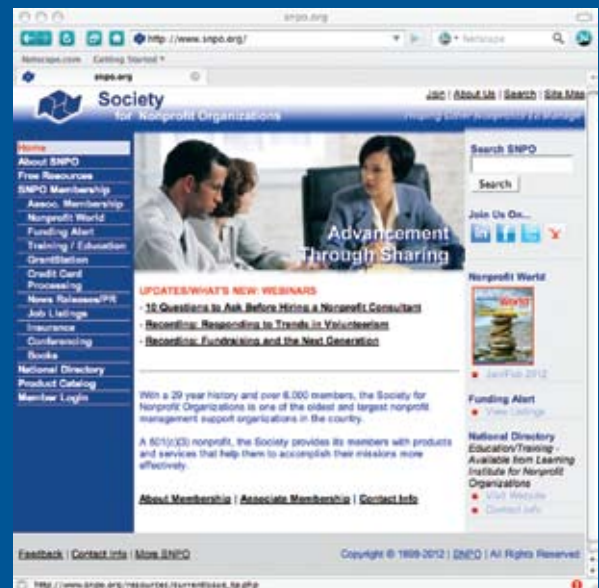 snpo.org
http://www.snpo.org/
Netscape
Netscape.com Getting Started
snpo.org
Society
for Nonprofit Organizations
Join | About Us | Search | Site Map
Home
About SNPO
Free Resources
SNPO Membership
Assoc. Membership
Nonprofit World
Funding Alert
Training / Education
GrantStation
Credit Card
Processing
News Releases/PR
Job Listings
Insurance
Conferencing
Books
National Directory
Product Catalog
Member Login
Advancement
Through Sharing
UPDATES/WHAT'S NEW: WEBINARS
- 10 Questions to Ask Before Hiring a Nonprofit Consultant
- Recording: Responding to Trends in Volunteerism
- Recording: Fundraising and the Next Generation
With a 29 year history and over 6,000 members, the Society for
Nonprofit Organizations is one of the oldest and largest nonprofit
management support organizations in the country.
A 501(c)(3) nonprofit, the Society provides its members with products
and services that help them to accomplish their missions more
effectively.
About Membership | Associate Membership | Contact Info
Search SNPO
Search
Join Us On...
in f t
Nonprofit World
World
Jan/Feb 2012
Funding Alert
View Listings
National Directory
Education/Training -
Available from Learning
Institute for Nonprofit
Organizations
Visit Website
Contact Info
Feedback | Contact Info | More SNPO
Copyright © 1998-2012 | SNPO | All Rights Reserved